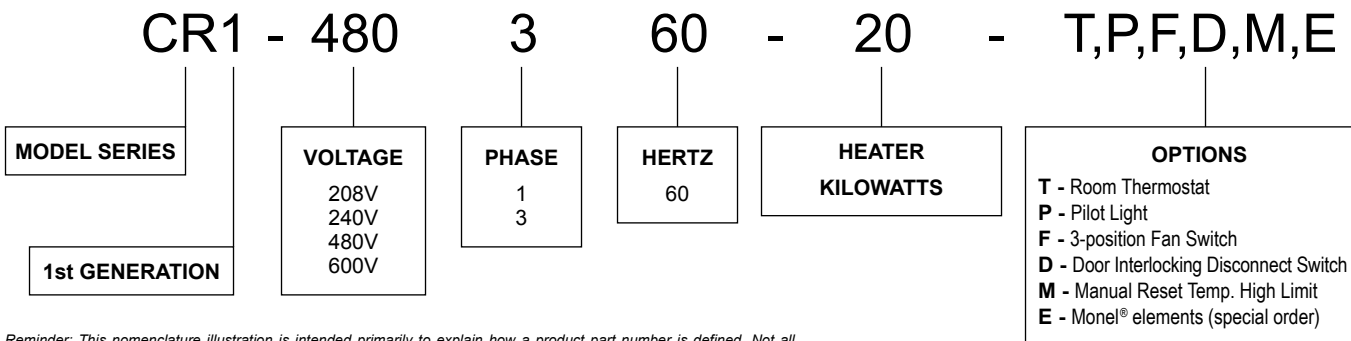 CR1 - 480 3 60 - 20 - T,P,F,D,M,E
MODEL SERIES
1st GENERATION
VOLTAGE
208V
240V
480V
600V
PHASE
1
3
HERTZ
60
HEATER
KILOWATTS
OPTIONS
T - Room Thermostat
P - Pilot Light
F - 3-position Fan Switch
D - Door Interlocking Disconnect Switch
M - Manual Reset Temp. High Limit
E - Monel® elements (special order)
Reminder: This nomenclature illustration is intended primarily to explain how a product part number is defined. Not all